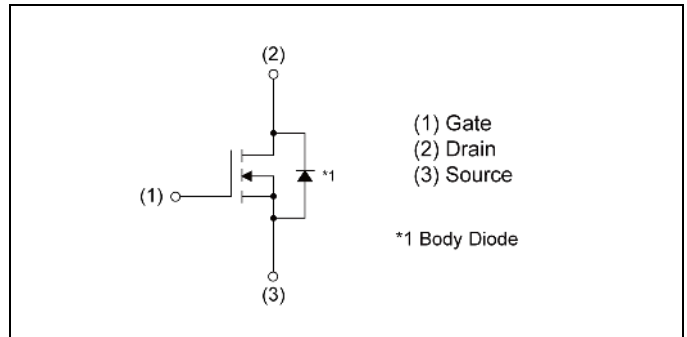 (2)
(1) Gate
(2) Drain
(3) Source
*1
(1)
*1 Body Diode
(3)